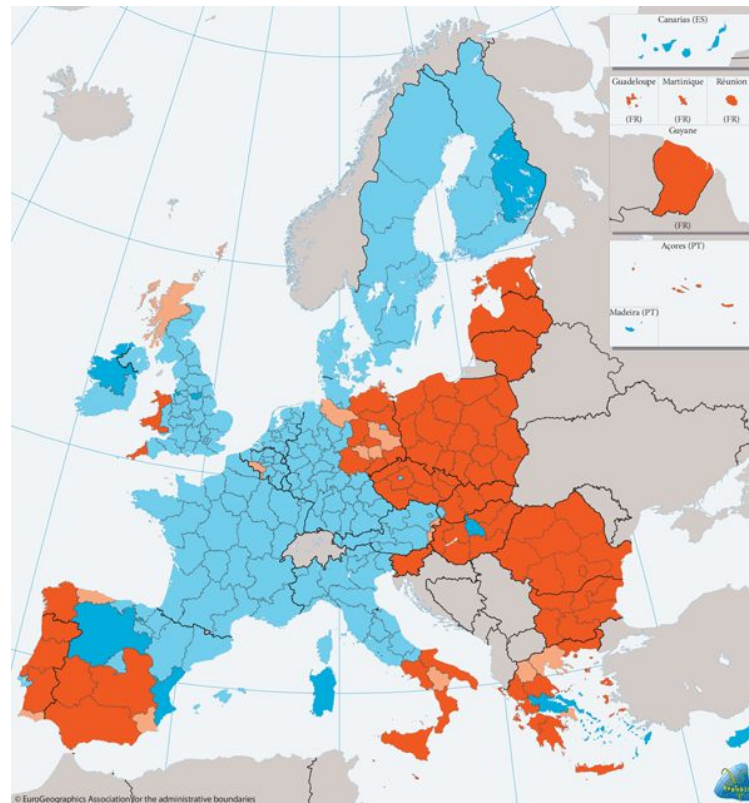 Canarias (ES)
Guadeloupe
Martinique
Réunion
(FR)
(FR)
(FR)
Guyane
(FR)
Açores (PT)
Madeira (PT)
© EuroGeographics Association for the administrative boundaries